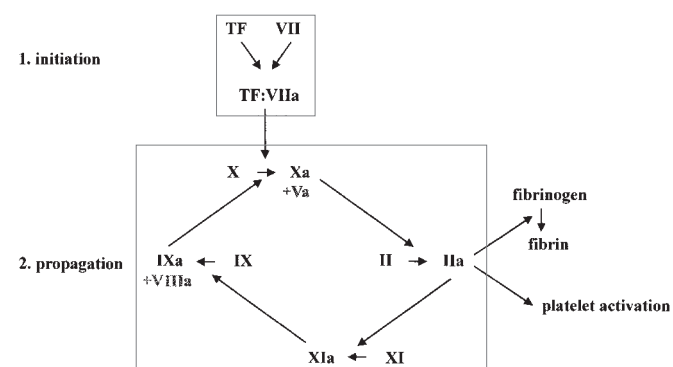 TF VII
1. initiation
TF:VIIa
X Xa
+Va
fibrinogen
fibrin
2. propagation
IXa IX II IIa
+VIIIa
platelet activation
XIa XI